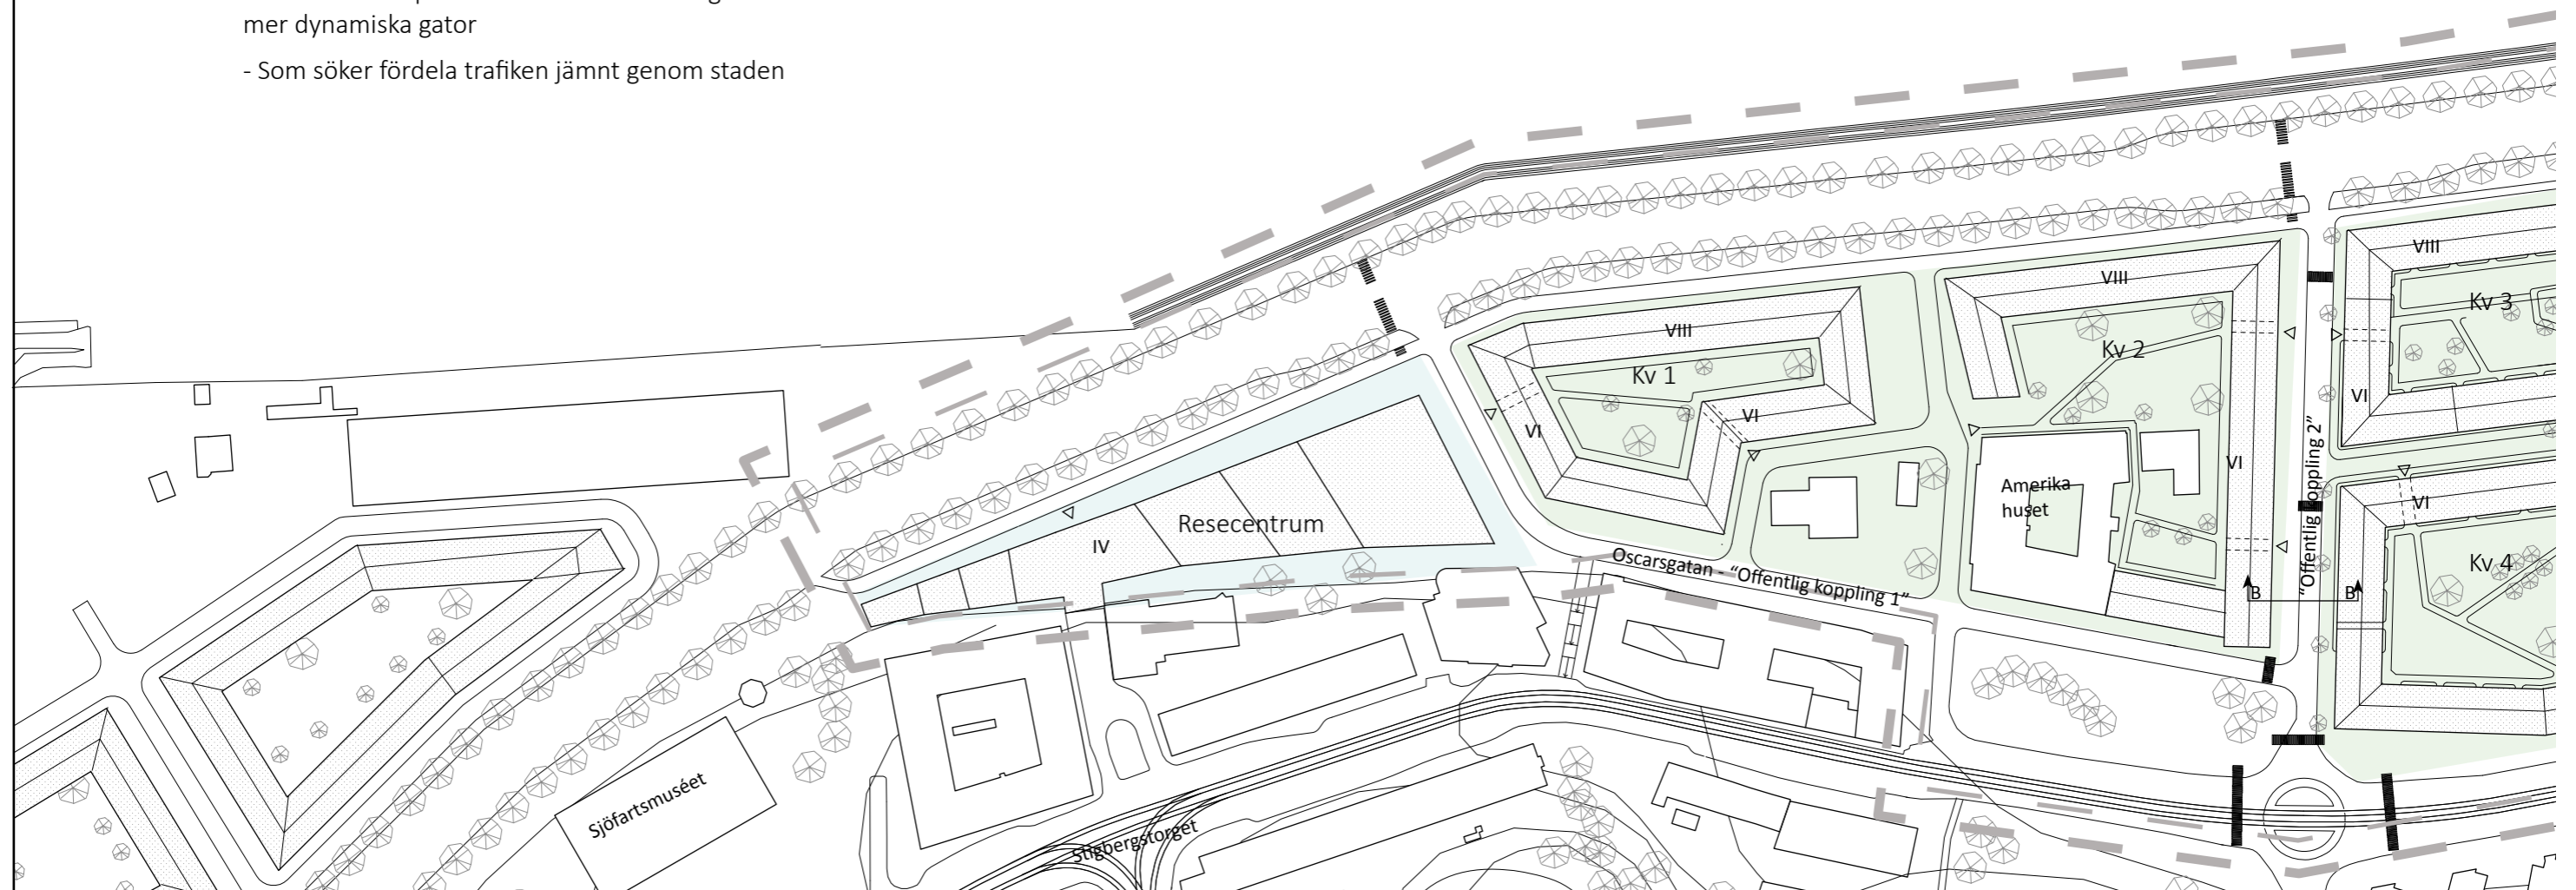 mer dynamiska gator
- Som söker fördela trafiken jämnt genom staden
VIII
VIII
VIII
Kv 3
Kv 2
Kv 1
VI
VI
VI
VI
"Offentlig koppling 2"
Amerika
huset
VI
Resecentrum
IV
Oscarsgatan - "Offentlig koppling 1"
Kv 4
B
B
Sjöfartsmuséet
Stigbergstorget